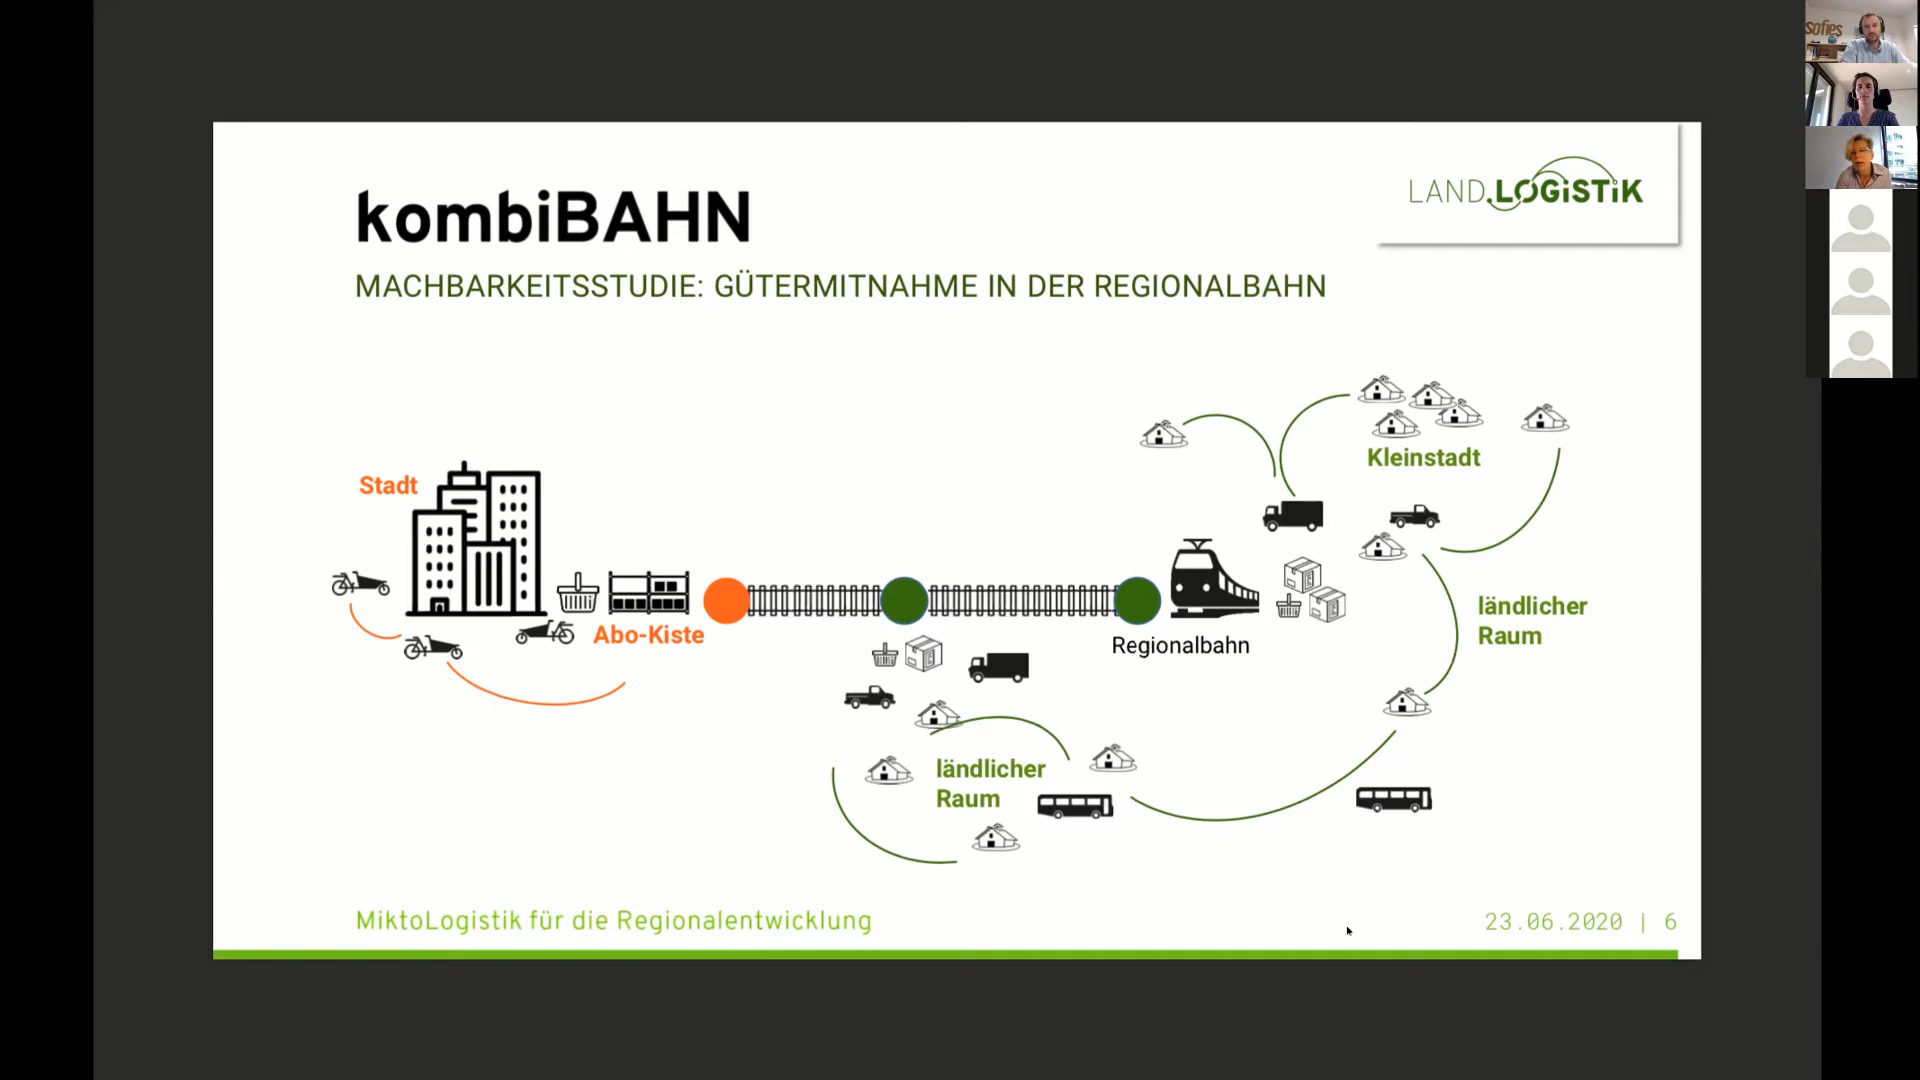 sofies
LAND.LOGiSTiK
kombiBAHN
MACHBARKEITSSTUDIE: GÜTERMITNAHME IN DER REGIONALBAHN
Kleinstadt
Stadt
Abo-Kiste
Regionalbahn
ländlicher
Raum
ländlicher
Raum
MiktoLogistik für die Regionalentwicklung
23.06.2020 | 6